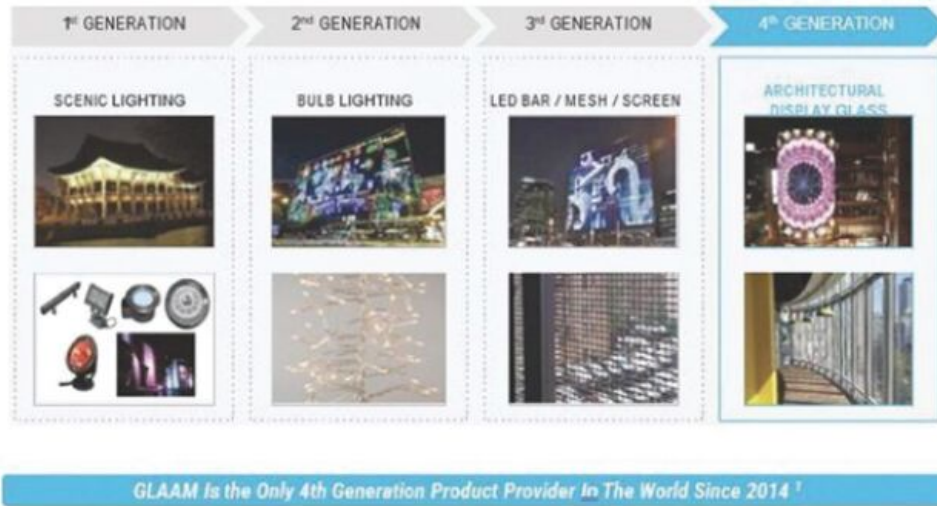 1st GENERATION
2nd GENERATION
3rd GENERATION
4th GENERATION
SCENIC LIGHTING
BULB LIGHTING
LED BAR / MESH / SCREEN
ARCHITECTURAL
DISPLAY GLASS
GLAAM Is the Only 4th Generation Product Provider In The World Since 2014 1